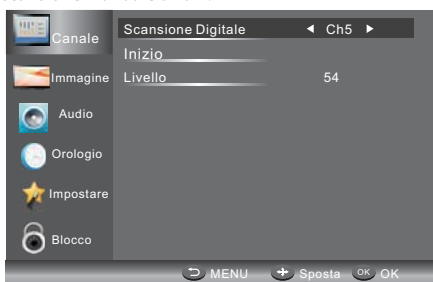 Canale
Immagine
Audio
Orologio
Impostare
Blocco
Scansione Digitale Ch5
Inizio
Livello 54
MENU Sposta OK OK